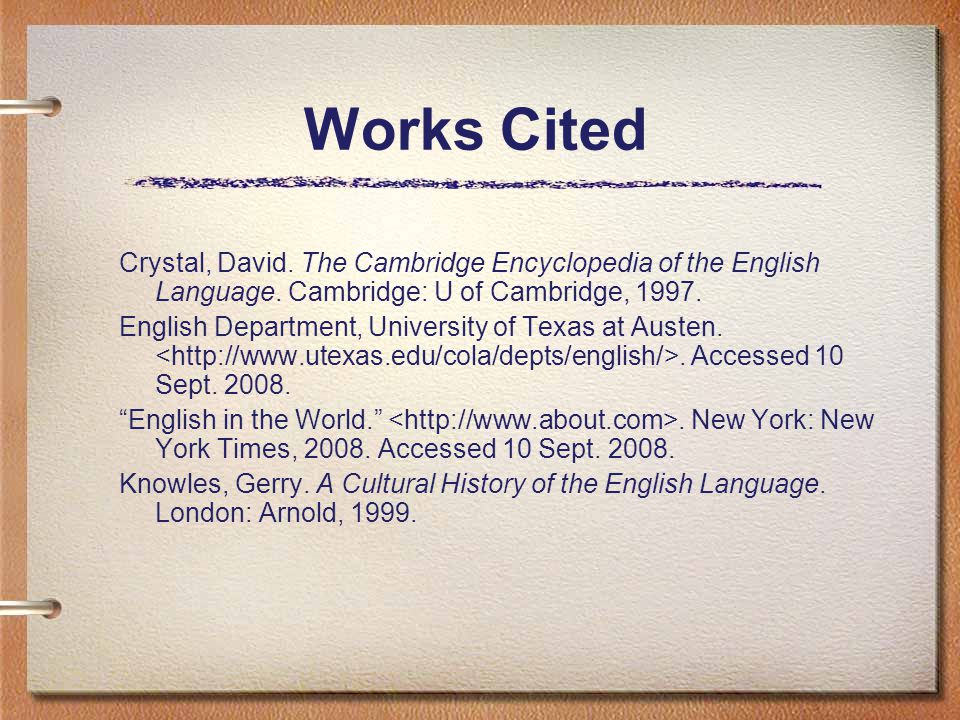 Works Cited
Crystal, David. The Cambridge Encyclopedia of the English
Language. Cambridge: U of Cambridge, 1997.
English Department, University of Texas at Austen.
<http://www.utexas.edu/cola/depts/english/>. Accessed 10
Sept. 2008.
“English in the World.” <http://www.about.com>. New York: New
York Times, 2008. Accessed 10 Sept. 2008.
Knowles, Gerry. A Cultural History of the English Language.
London: Arnold, 1999.